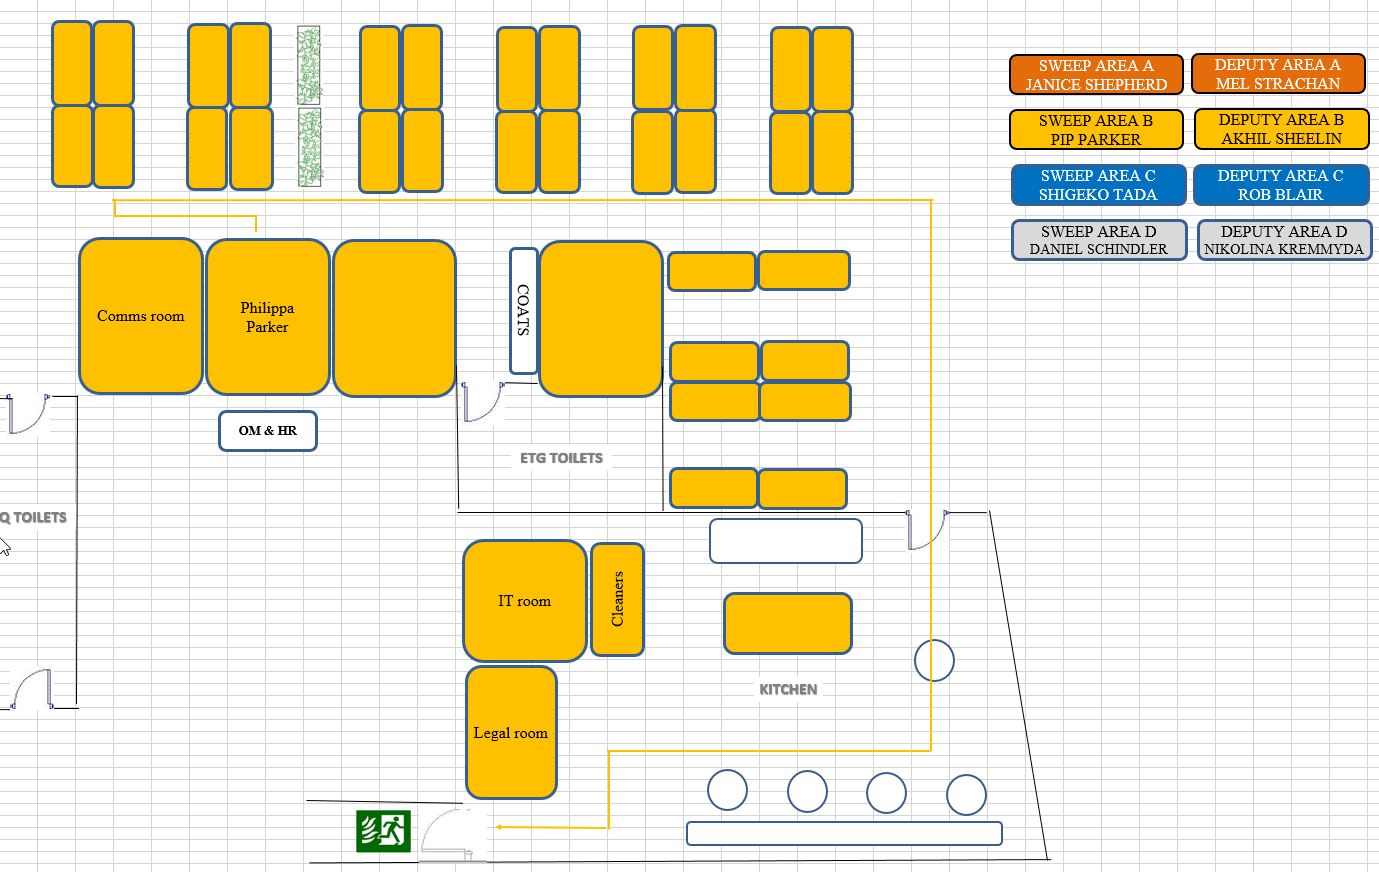 SWEEP AREA A
JANICE SHEPHERD
DEPUTY AREA A
MEL STRACHAN
SWEEP AREA B
PIP PARKER
DEPUTY AREA B
AKHIL SHEELIN
SWEEP AREA C
SHIGEKO TADA
DEPUTY AREA C
ROB BLAIR
SWEEP AREA D
DANIEL SCHINDLER
DEPUTY AREA D
NIKOLINA KREMMYDA
Comms room
Philippa
Parker
COATS
OM & HR
ETG TOILETS
Q TOILETS
IT room
Cleaners
KITCHEN
Legal room